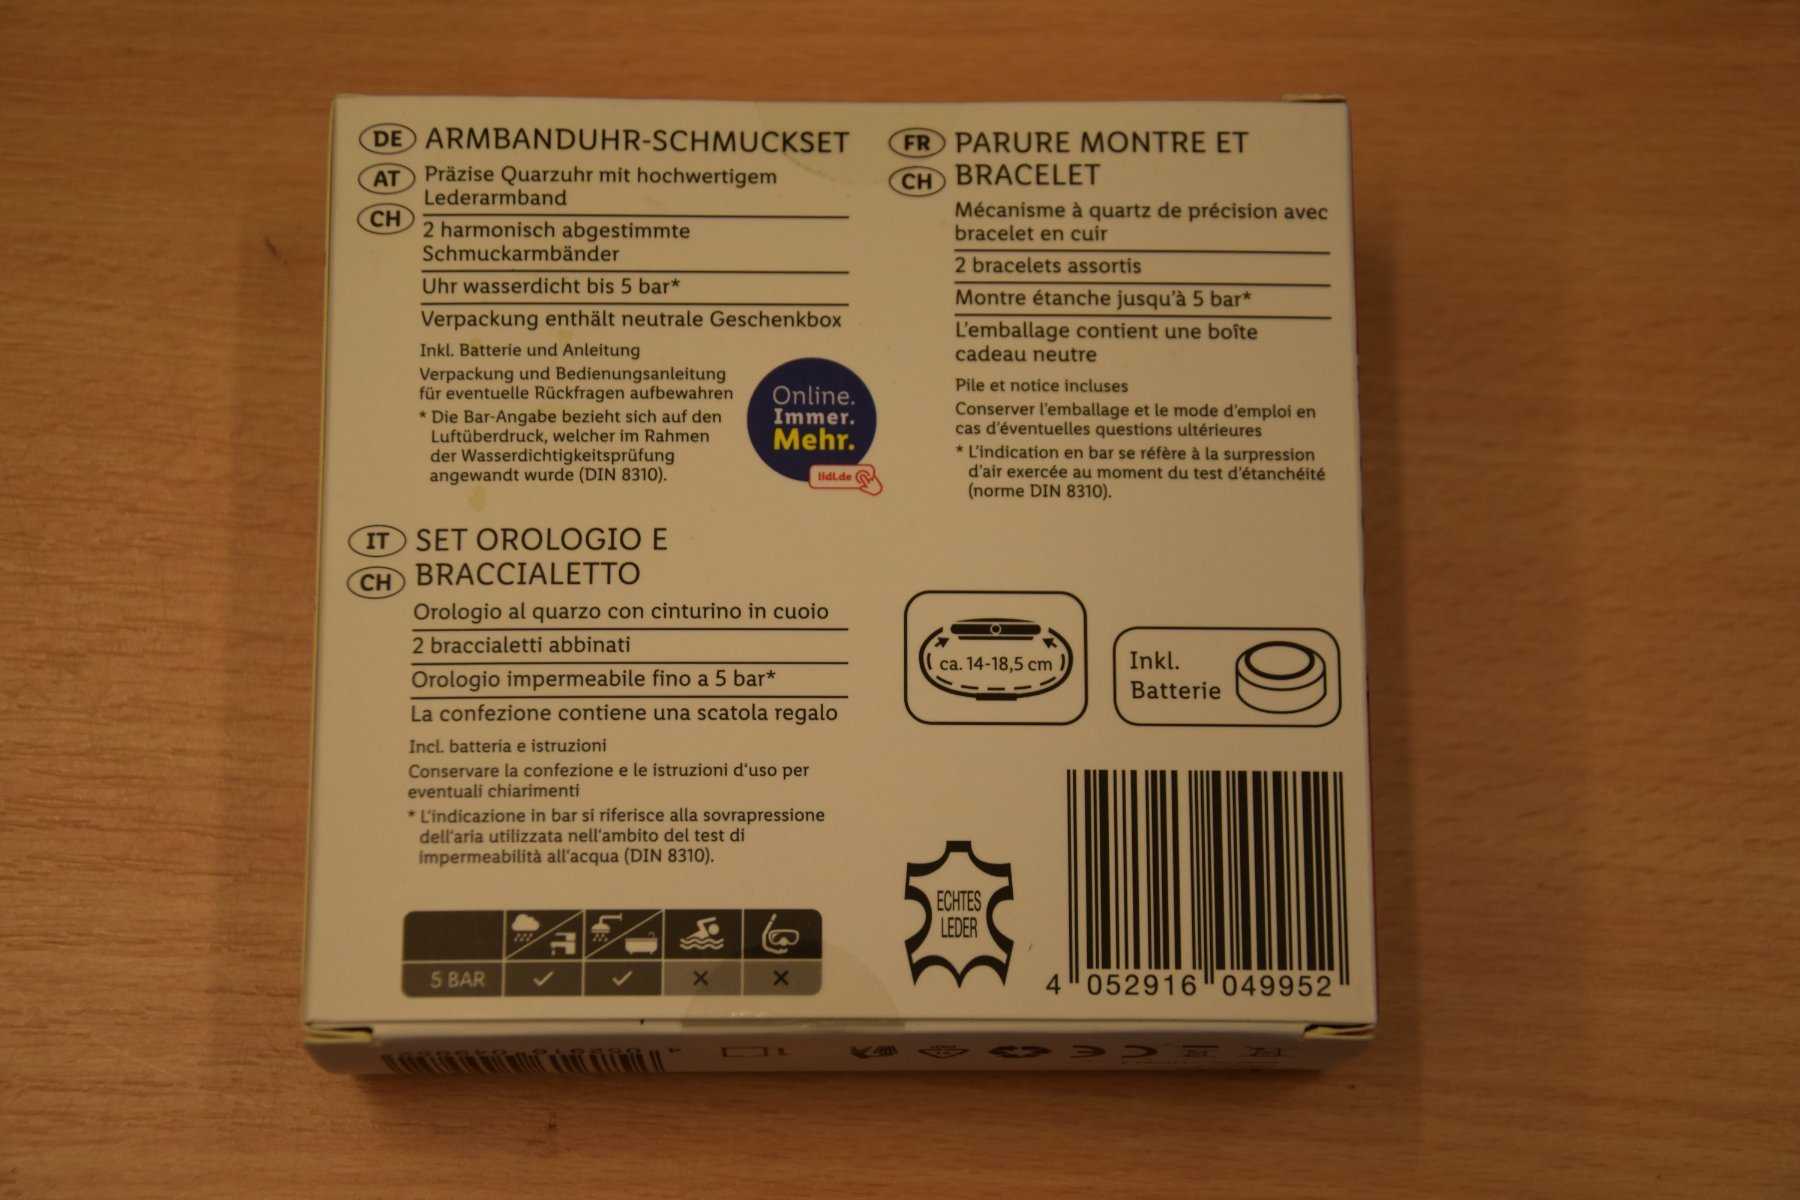 DE ARMBANDUHR-SCHMUCKSET
AT Präzise Quarzuhr mit hochwertigem
Lederarmband
CH
2 harmonisch abgestimmte
Schmuckarmbänder
Uhr wasserdicht bis 5 bar*
Verpackung enthält neutrale Geschenkbox
Inkl. Batterie und Anleitung
Verpackung und Bedienungsanleitung
für eventuelle Rückfragen aufbewahren
* Die Bar-Angabe bezieht sich auf den
Luftüberdruck, welcher im Rahmen
der Wasserdichtigkeitsprüfung
angewandt wurde (DIN 8310).
Online.
Immer.
Mehr.
lidl.de
FR PARURE MONTRE ET
CH BRACELET
Mécanisme à quartz de précision avec
bracelet en cuir
2 bracelets assortis
Montre étanche jusqu'à 5 bar*
L'emballage contient une boîte
cadeau neutre
Pile et notice incluses
Conserver l'emballage et le mode d'emploi en
cas d'éventuelles questions ultérieures
* L'indication en bar se réfère à la surpression
d'air exercée au moment du test d'étanchéité
(norme DIN 8310).
IT SET OROLOGIO E
CH BRACCIALETTO
Orologio al quarzo con cinturino in cuoio
2 braccialetti abbinati
Orologio impermeabile fino a 5 bar*
La confezione contiene una scatola regalo
Incl. batteria e istruzioni
Conservare la confezione e le istruzioni d'uso per
eventuali chiarimenti
* L'indicazione in bar si riferisce alla sovrapressione
dell'aria utilizzata nell'ambito del test di
impermeabilità all'acqua (DIN 8310).
5 BAR
ca. 14-18,5 cm
Inkl.
Batterie
ECHTES
LEDER
4 052916 049952